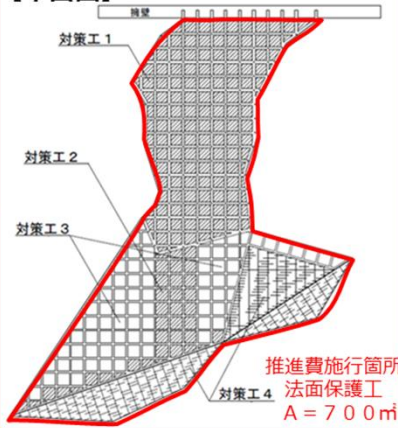 擁壁
対策工１
対策工２
対策工３
対策工４
推進費施行箇所
法面保護工
Ａ＝７００㎡